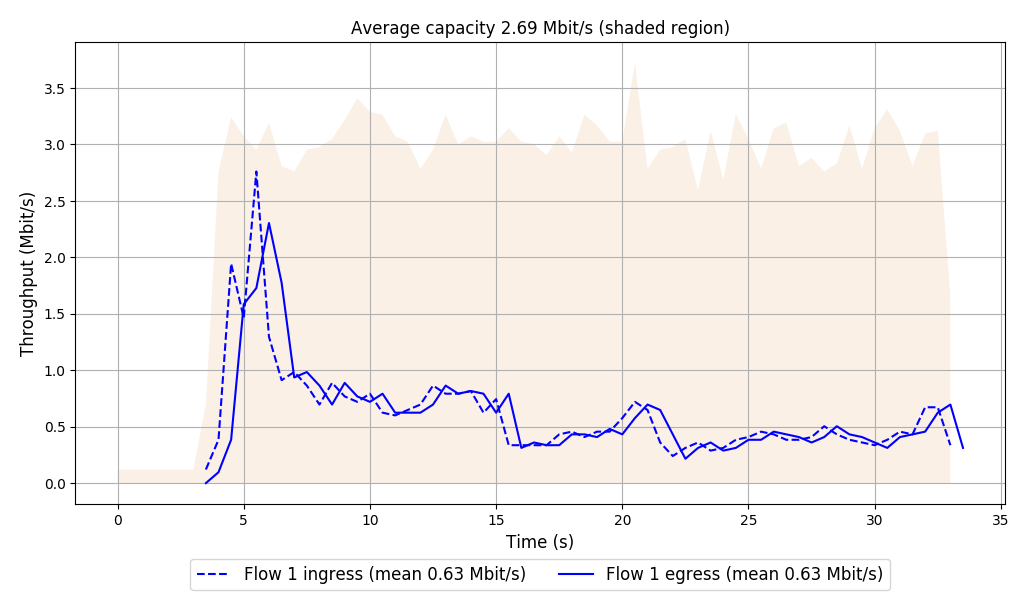 Average capacity 2.69 Mbit/s (shaded region)
Throughput (Mbit/s)
3.5
3.0
2.5
2.0
1.5
1.0
0.5
0.0
0 5 10 15 20 25 30 35
Time (s)
Flow 1 ingress (mean 0.63 Mbit/s) Flow 1 egress (mean 0.63 Mbit/s)